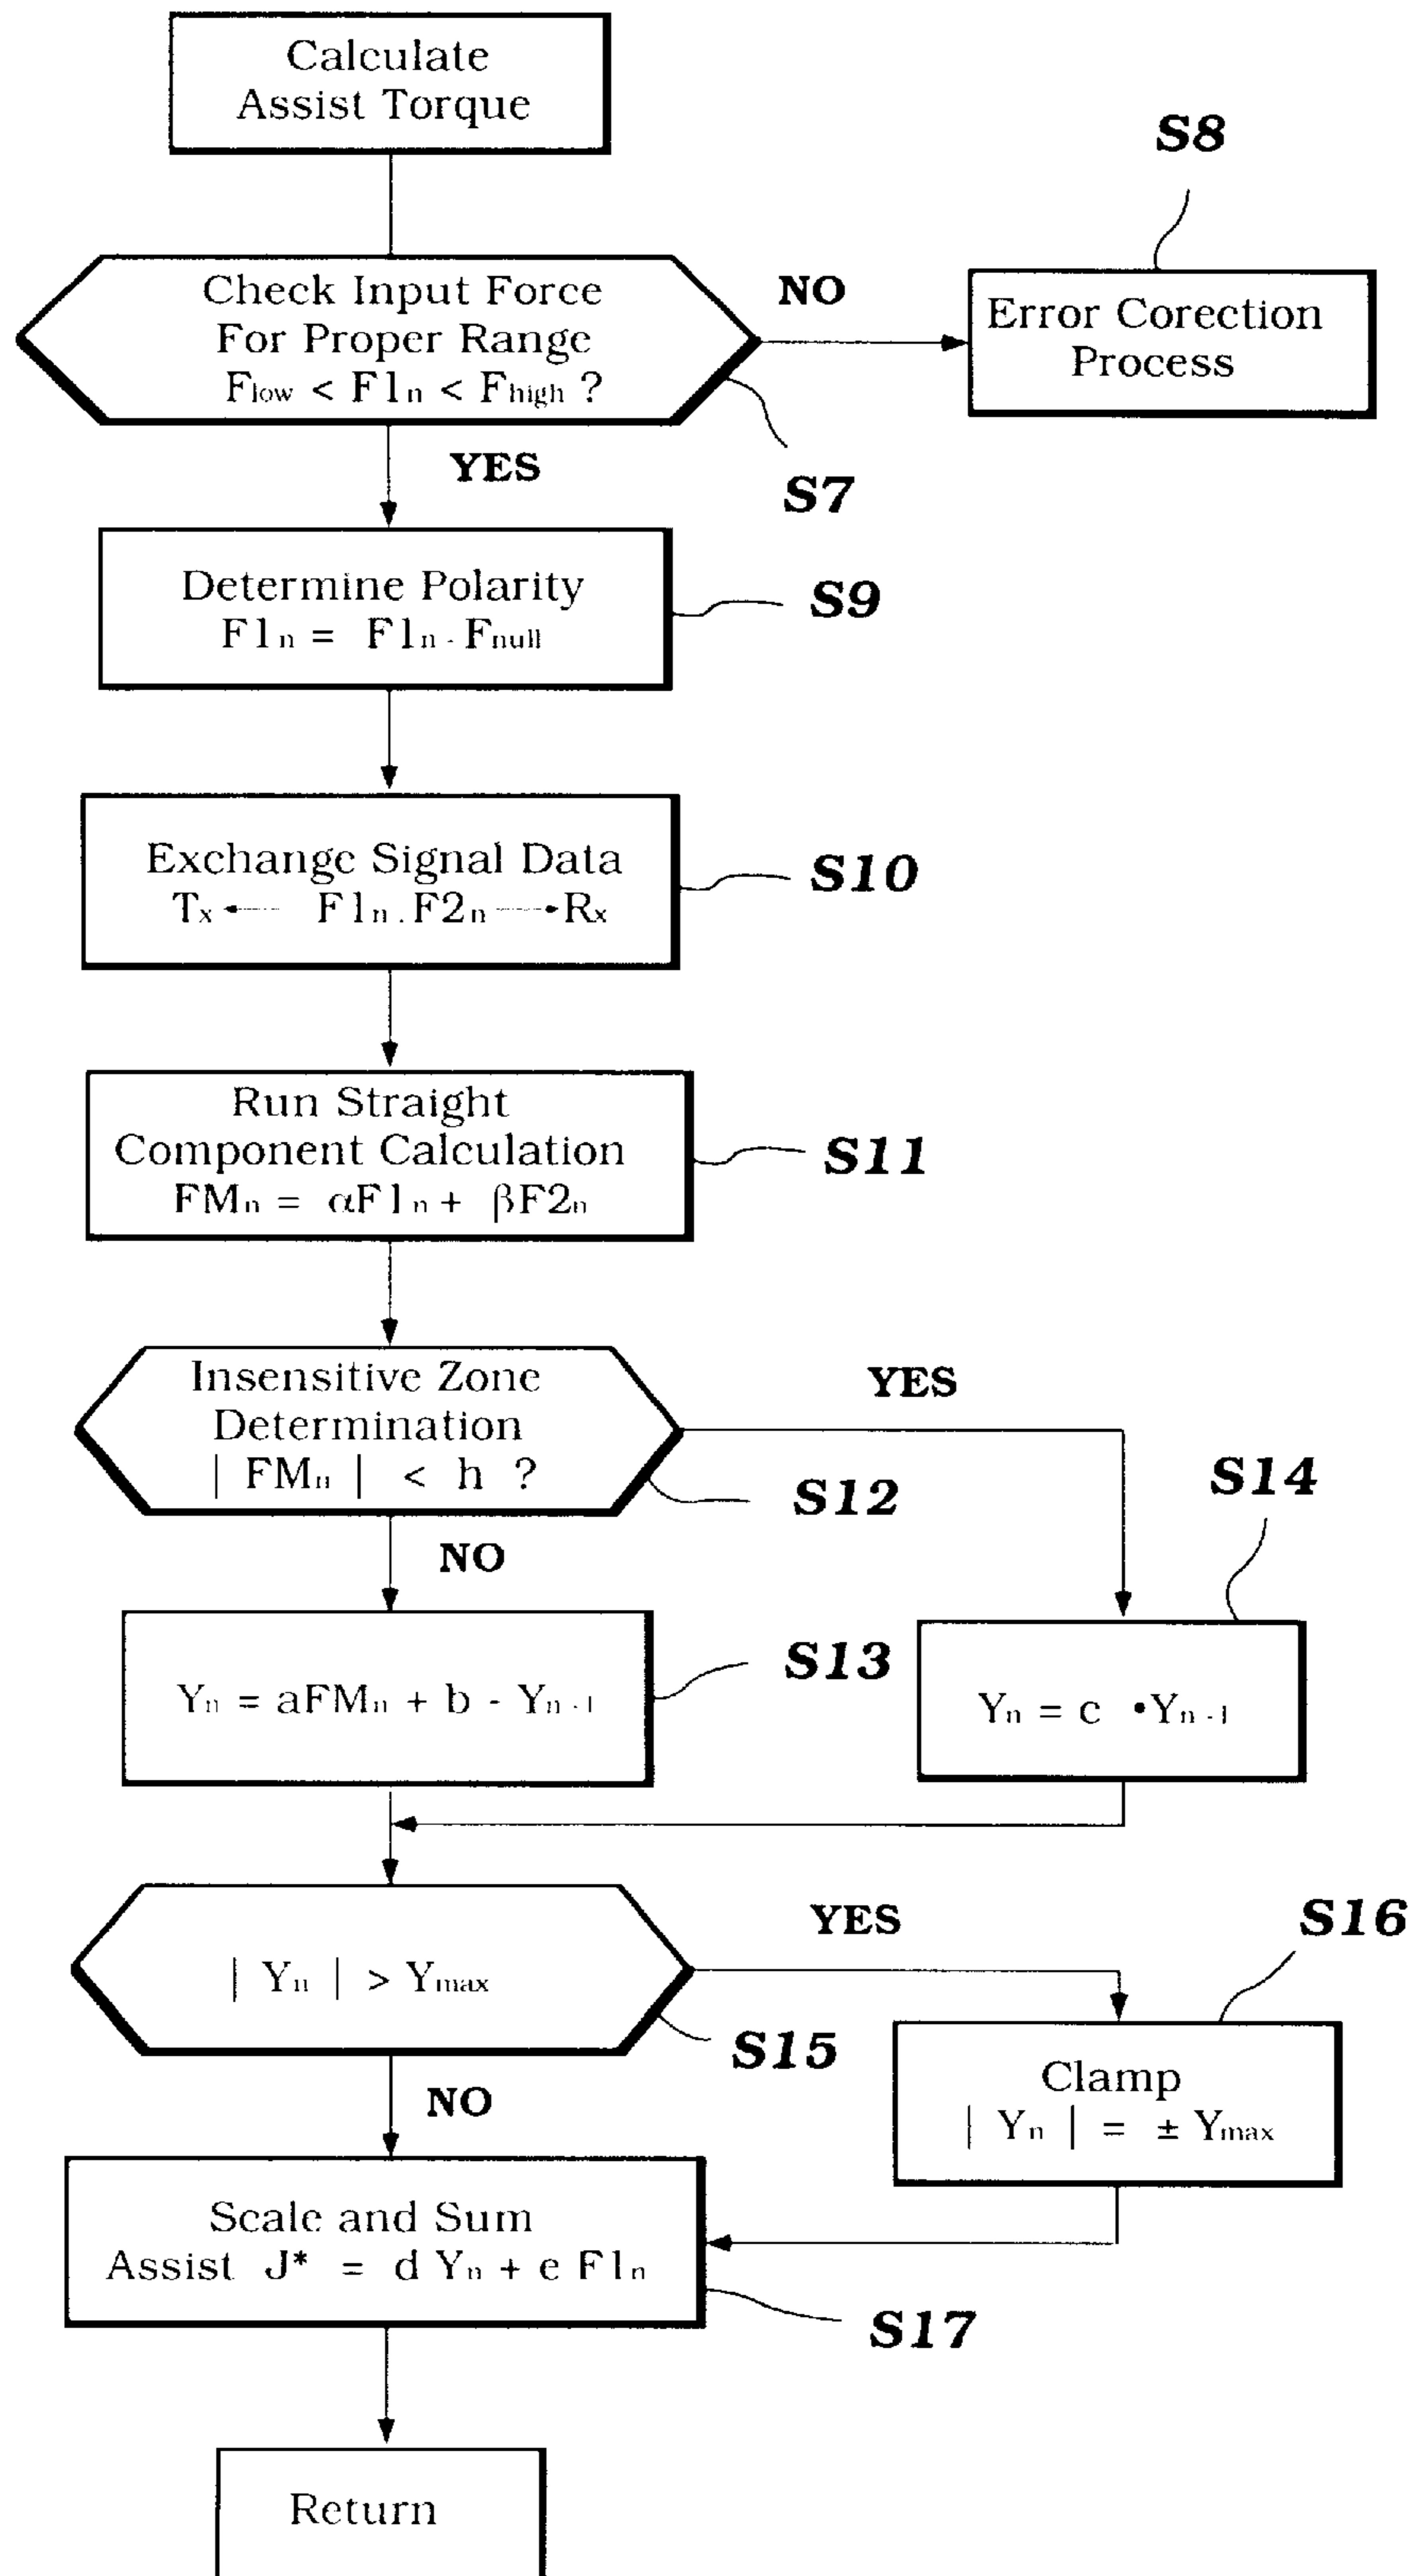 Calculate
Assist Torque
S8
Check Input Force
For Proper Range
Flow < F1n < Fhigh ?
NO
Error Corection
Process
YES
S7
Determine Polarity
F1n = F1n - Fnull
S9
Exchange Signal Data
Tx ← F1n . F2n → Rx
S10
Run Straight
Component Calculation
FMn = αF1n + βF2n
S11
Insensitive Zone
Determination
| FMn | < h ?
YES
S12
S14
NO
Yn = aFMn + b - Yn-1
S13
Yn = c •Yn-1
| Yn | > Ymax
YES
S16
S15
NO
Clamp
| Yn | = ± Ymax
Scale and Sum
Assist J* = d Yn + e F1n
S17
Return